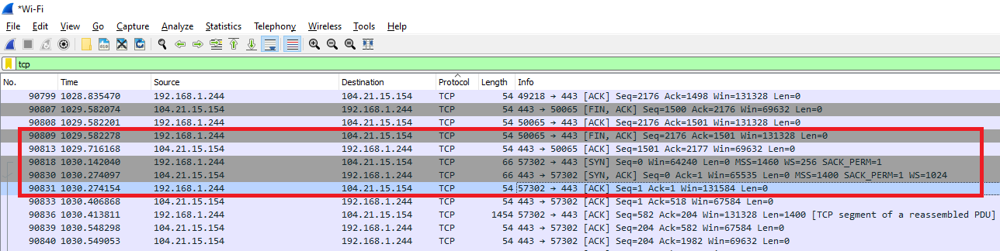 *Wi-Fi
File Edit View Go Capture Analyze Statistics Telephony Wireless Tools Help
tcp
No. Time Source Destination Protocol Length Info
90799 1028.835470 192.168.1.244 104.21.15.154 TCP 54 49218 → 443 [ACK] Seq=2176 Ack=1498 Win=131328 Len=0
90807 1029.582074 104.21.15.154 192.168.1.244 TCP 54 443 → 50065 [FIN, ACK] Seq=1500 Ack=2176 Win=69632 Len=0
90808 1029.582201 192.168.1.244 104.21.15.154 TCP 54 50065 → 443 [ACK] Seq=2176 Ack=1501 Win=131328 Len=0
90809 1029.582278 192.168.1.244 104.21.15.154 TCP 54 50065 → 443 [FIN, ACK] Seq=2176 Ack=1501 Win=131328 Len=0
90813 1029.716168 104.21.15.154 192.168.1.244 TCP 54 443 → 50065 [ACK] Seq=1501 Ack=2177 Win=69632 Len=0
90818 1030.142040 192.168.1.244 104.21.15.154 TCP 66 57302 → 443 [SYN] Seq=0 Win=64240 Len=0 MSS=1460 WS=256 SACK_PERM=1
90830 1030.274097 104.21.15.154 192.168.1.244 TCP 66 443 → 57302 [SYN, ACK] Seq=0 Ack=1 Win=65535 Len=0 MSS=1400 SACK_PERM=1 WS=1024
90831 1030.274154 192.168.1.244 104.21.15.154 TCP 54 57302 → 443 [ACK] Seq=1 Ack=1 Win=131584 Len=0
90833 1030.406868 104.21.15.154 192.168.1.244 TCP 54 443 → 57302 [ACK] Seq=1 Ack=518 Win=67584 Len=0
90836 1030.413811 192.168.1.244 104.21.15.154 TCP 1454 57302 → 443 [ACK] Seq=582 Ack=204 Win=131328 Len=1400 [TCP segment of a reassembled PDU]
90839 1030.548298 104.21.15.154 192.168.1.244 TCP 54 443 → 57302 [ACK] Seq=204 Ack=582 Win=67584 Len=0
90840 1030.549053 104.21.15.154 192.168.1.244 TCP 54 443 → 57302 [ACK] Seq=204 Ack=1982 Win=69632 Len=0